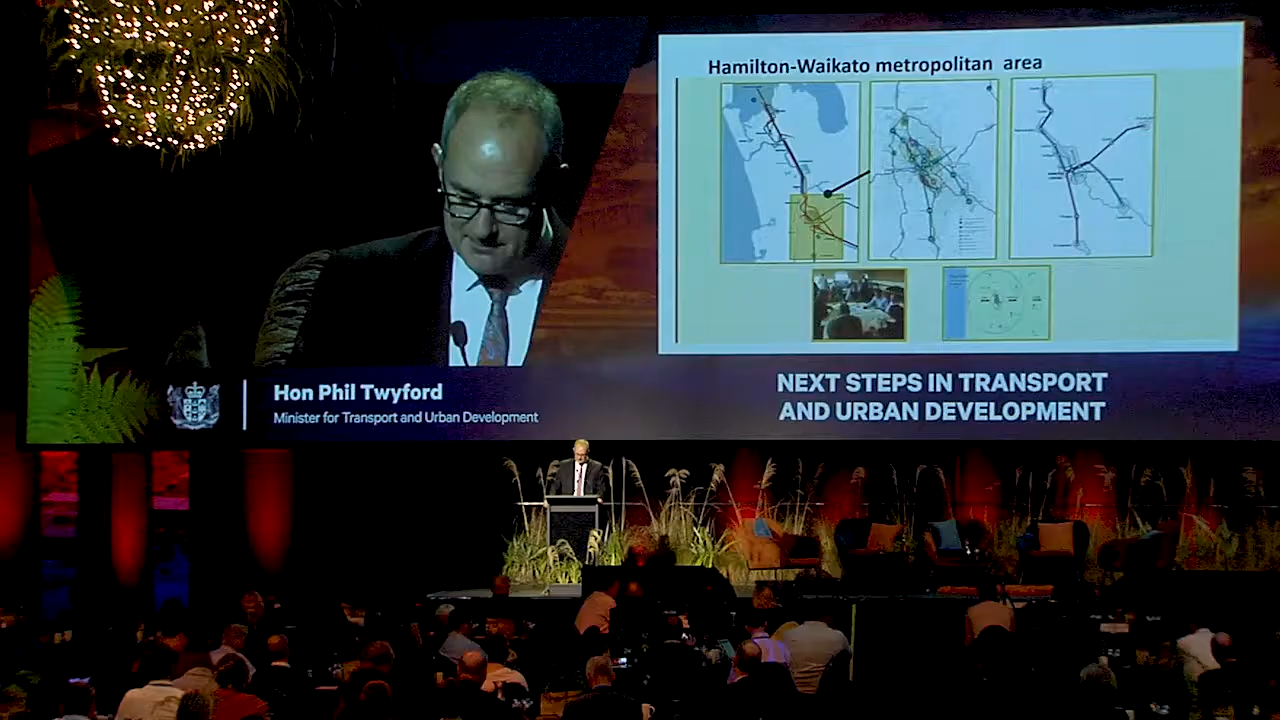 Hamilton-Waikato metropolitan area
Hon Phil Twyford
Minister for Transport and Urban Development
NEXT STEPS IN TRANSPORT
AND URBAN DEVELOPMENT